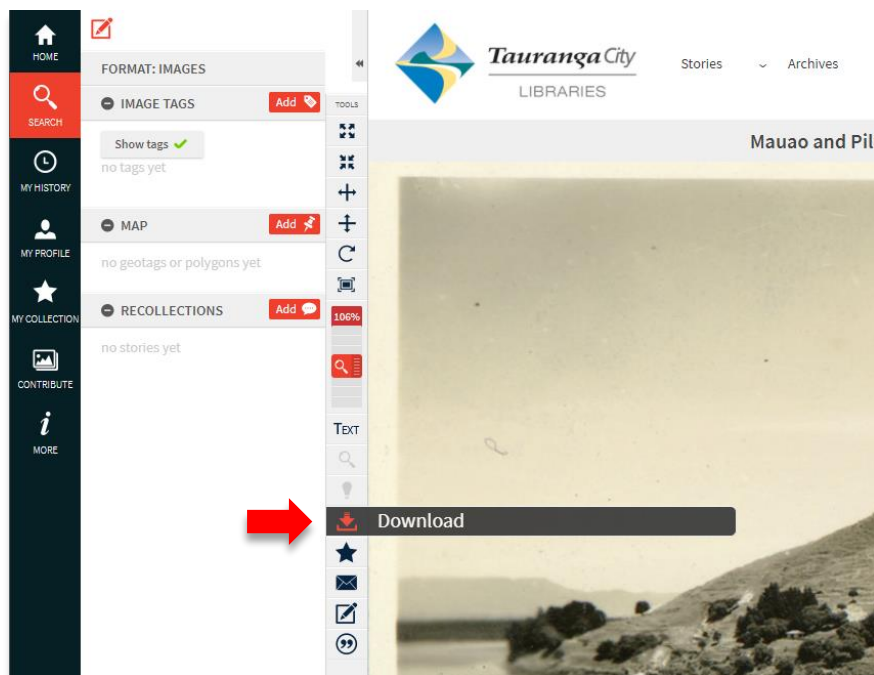 HOME
SEARCH
MY HISTORY
MY PROFILE
MY COLLECTION
CONTRIBUTE
MORE
FORMAT: IMAGES
IMAGE TAGS
Add
Show tags
no tags yet
MAP
Add
no geotags or polygons yet
RECOLLECTIONS
Add
no stories yet
TOOLS
106%
TEXT
Download
Tauranga City
LIBRARIES
Stories
Archives
Mauao and Pil